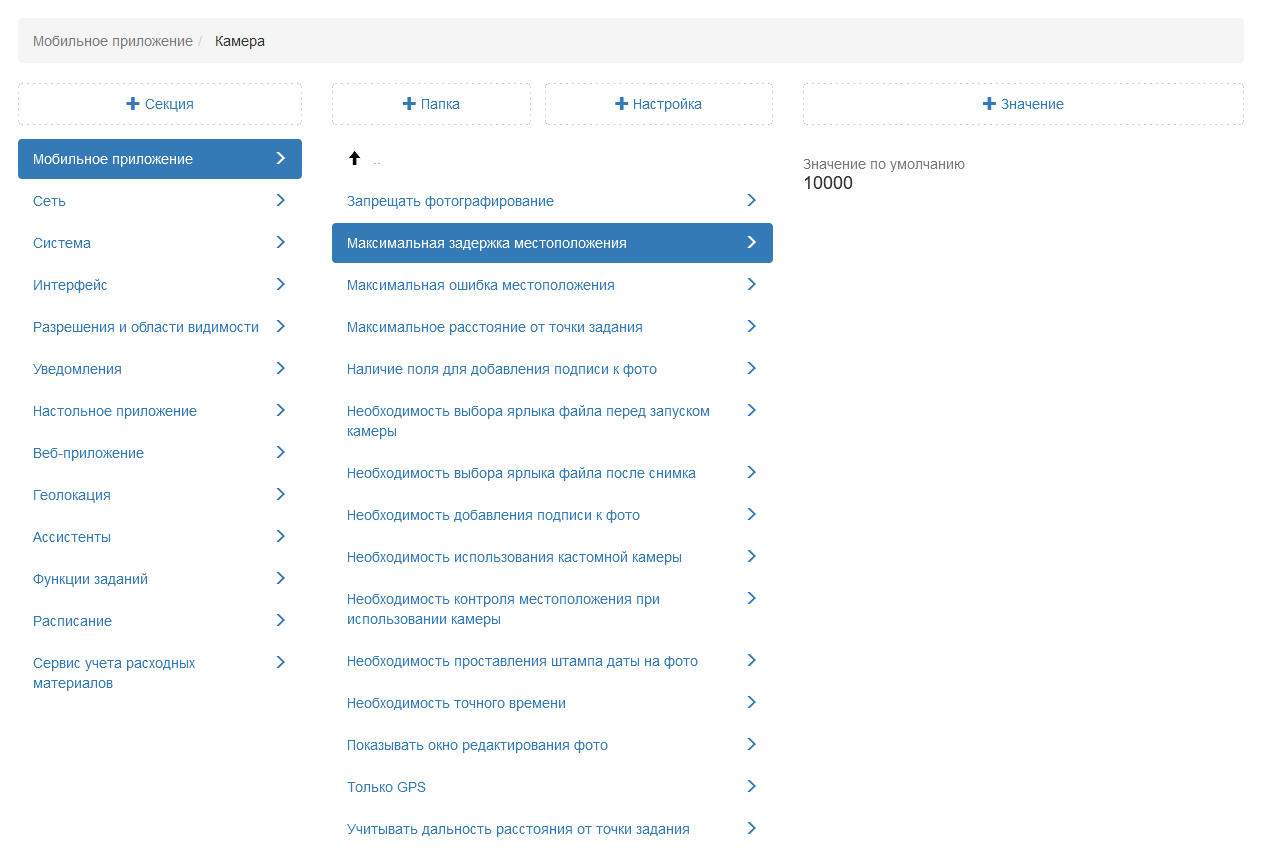 Мобильное приложение / Камера
Секция
Папка
Настройка
Значение
Мобильное приложение
Сеть
Система
Интерфейс
Разрешения и области видимости
Уведомления
Настольное приложение
Веб-приложение
Геолокация
Ассистенты
Функции заданий
Расписание
Сервис учета расходных
материалов
..
Запрещать фотографирование
Максимальная задержка местоположения
Максимальная ошибка местоположения
Максимальное расстояние от точки задания
Наличие поля для добавления подписи к фото
Необходимость выбора ярлыка файла перед запуском
камеры
Необходимость выбора ярлыка файла после снимка
Необходимость добавления подписи к фото
Необходимость использования кастомной камеры
Необходимость контроля местоположения при
использовании камеры
Необходимость проставления штампа даты на фото
Необходимость точного времени
Показывать окно редактирования фото
Только GPS
Учитывать дальность расстояния от точки задания
Значение по умолчанию
10000